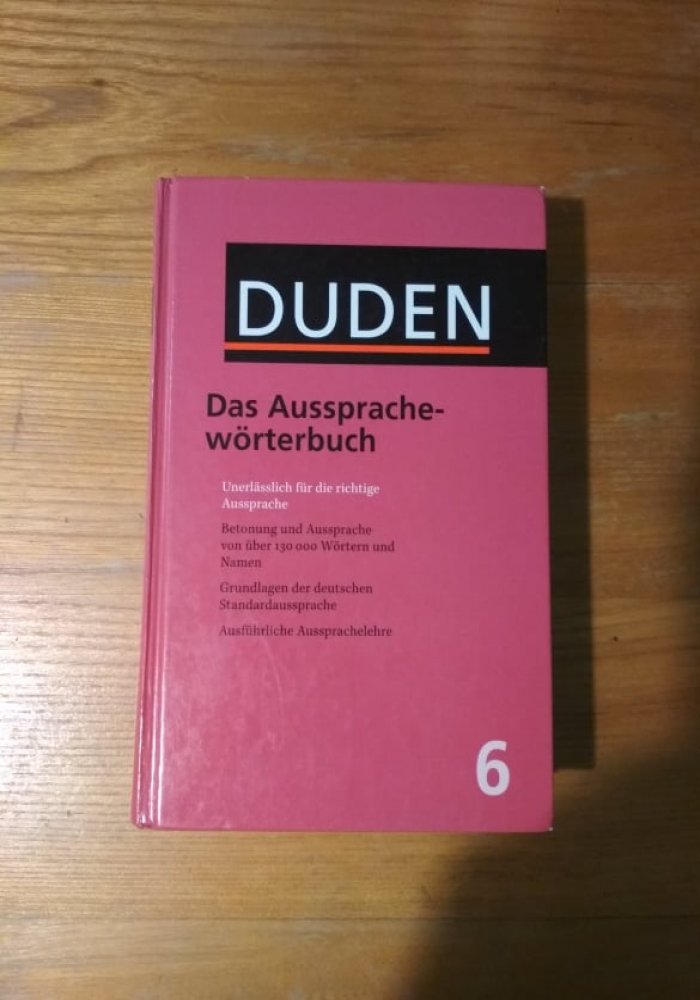 DUDEN
Das Aussprache-
wörterbuch
Unerlässlich für die richtige
Aussprache
Betonung und Aussprache
von über 130 000 Wörtern und
Namen
Grundlagen der deutschen
Standardaussprache
Ausführliche Aussprachelehre
6